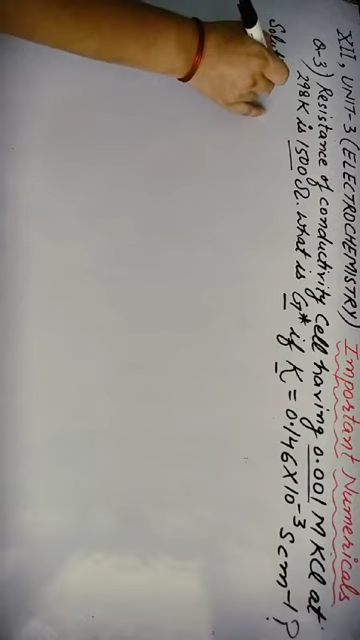 XII, UNIT-3 (ELECTROCHEMISTRY) Important Numericals
Q-3) Resistance of conductivity cell having 0.001 M KCl at
298K is 1500 Ω. What is G* if K = 0.146×10⁻³ S cm⁻¹?